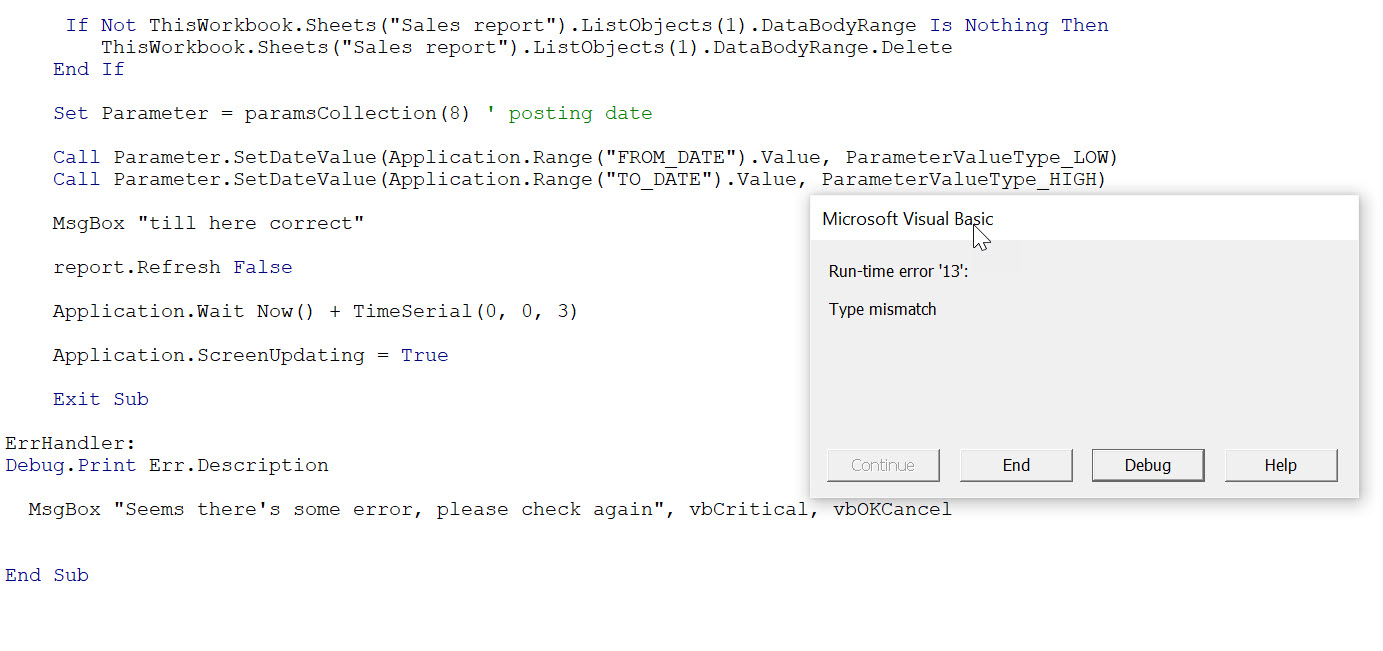 If Not ThisWorkbook.Sheets("Sales report").ListObjects(1).DataBodyRange Is Nothing Then
ThisWorkbook.Sheets("Sales report").ListObjects(1).DataBodyRange.Delete
End If
Set Parameter = paramsCollection(8) ' posting date
Call Parameter.SetDateValue(Application.Range("FROM_DATE").Value, ParameterValueType_LOW)
Call Parameter.SetDateValue(Application.Range("TO_DATE").Value, ParameterValueType_HIGH)
MsgBox "till here correct"
report.Refresh False
Application.Wait Now() + TimeSerial(0, 0, 3)
Application.ScreenUpdating = True
Exit Sub
ErrHandler:
Debug.Print Err.Description
MsgBox "Seems there's some error, please check again", vbCritical, vbOKCancel
End Sub
Microsoft Visual Basic
Run-time error '13':
Type mismatch
Continue End Debug Help